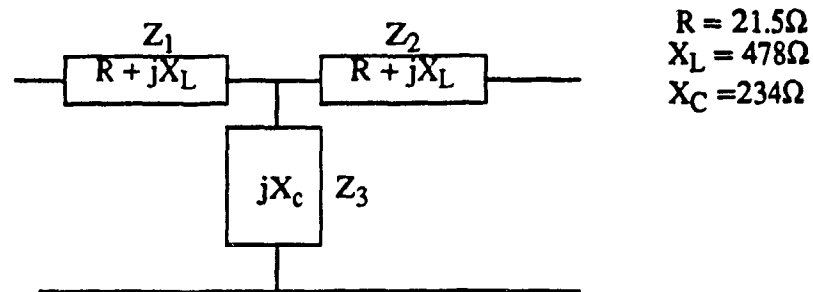 Z1 Z2
R + jXL R + jXL
jXc Z3
R = 21.5Ω
XL = 478Ω
XC =234Ω